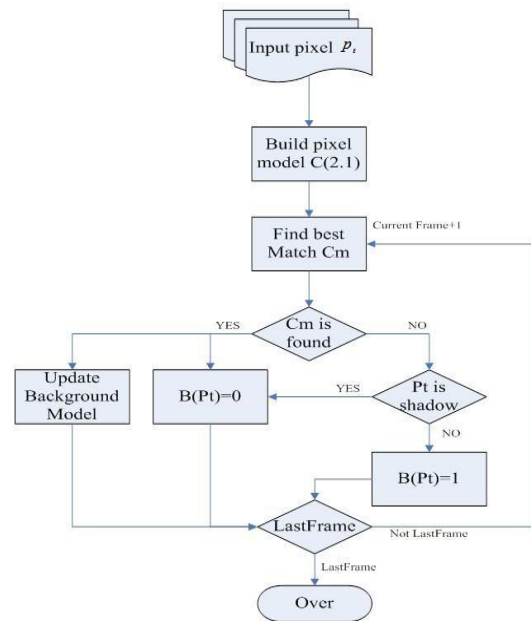 Input pixel pₜ
Build pixel
model C(2.1)
Find best
Match Cm
Current Frame+1
Cm is
found
YES
NO
Update
Background
Model
B(Pt)=0
YES
Pt is
shadow
NO
B(Pt)=1
LastFrame
Not LastFrame
LastFrame
Over